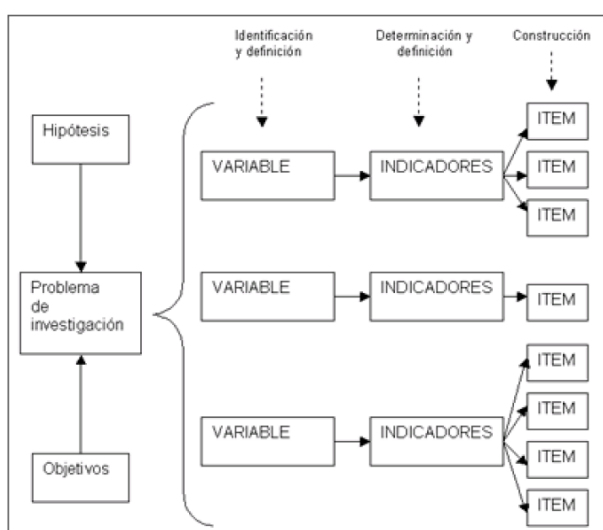 Identificación
y definición
Determinación y
definición
Construcción
Hipótesis
Problema
de
investigación
Objetivos
VARIABLE
INDICADORES
ITEM
ITEM
ITEM
VARIABLE
INDICADORES
ITEM
VARIABLE
INDICADORES
ITEM
ITEM
ITEM
ITEM